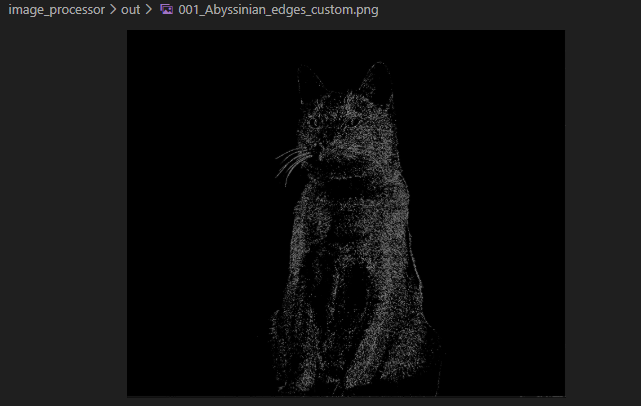 image_processor > out > 001_Abyssinian_edges_custom.png